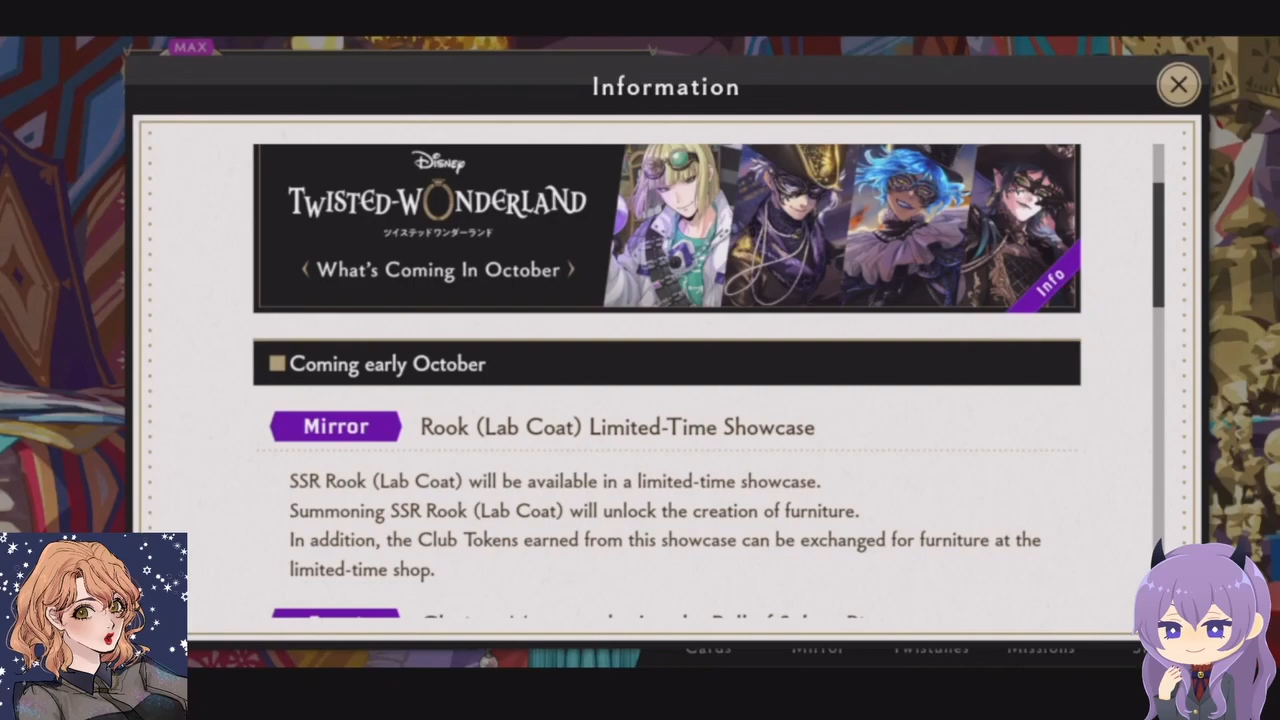 MAX
Information
Disney
TWISTED-WONDERLAND
ツイステッドワンダーランド
What's Coming In October
Info
Coming early October
Mirror
Rook (Lab Coat) Limited-Time Showcase
SSR Rook (Lab Coat) will be available in a limited-time showcase.
Summoning SSR Rook (Lab Coat) will unlock the creation of furniture.
In addition, the Club Tokens earned from this showcase can be exchanged for furniture at the
limited-time shop.
Cards Mirror Twistunes Missions